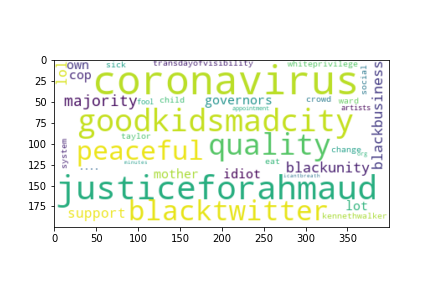 0
25
50
75
100
125
150
175
0 50 100 150 200 250 300 350
lol own sick transdayofvisibility whiteprivilege
cop coronavirus social blackbusiness
majority fool child governors crowd ward artists
appointment
goodkidsmadcity
taylor quality change
system peaceful minutes eat org
.... mother idiot blackunity
icantbreath
justiceforahmaud
support blacktwitter lot
kennethwalker